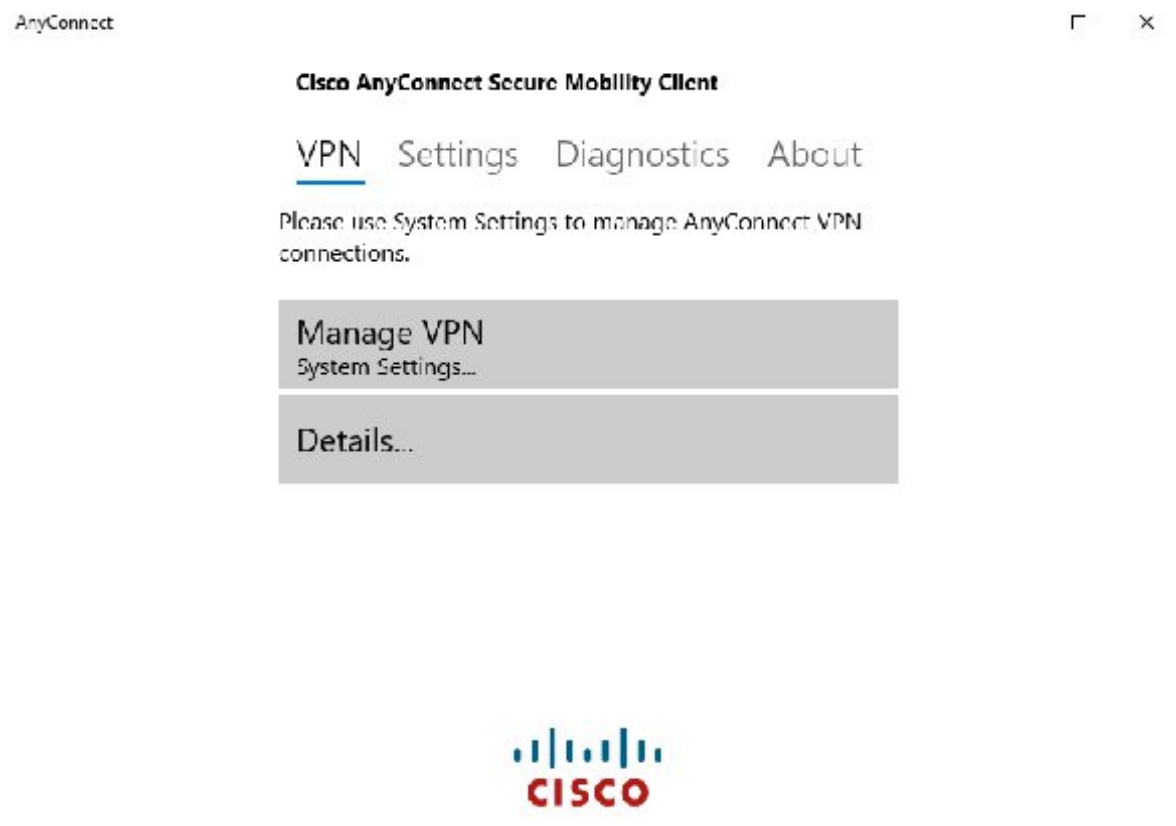 AnyConnect
Cisco AnyConnect Secure Mobility Client
VPN Settings Diagnostics About
Please use System Settings to manage AnyConnect VPN
connections.
Manage VPN
System Settings...
Details...
CISCO